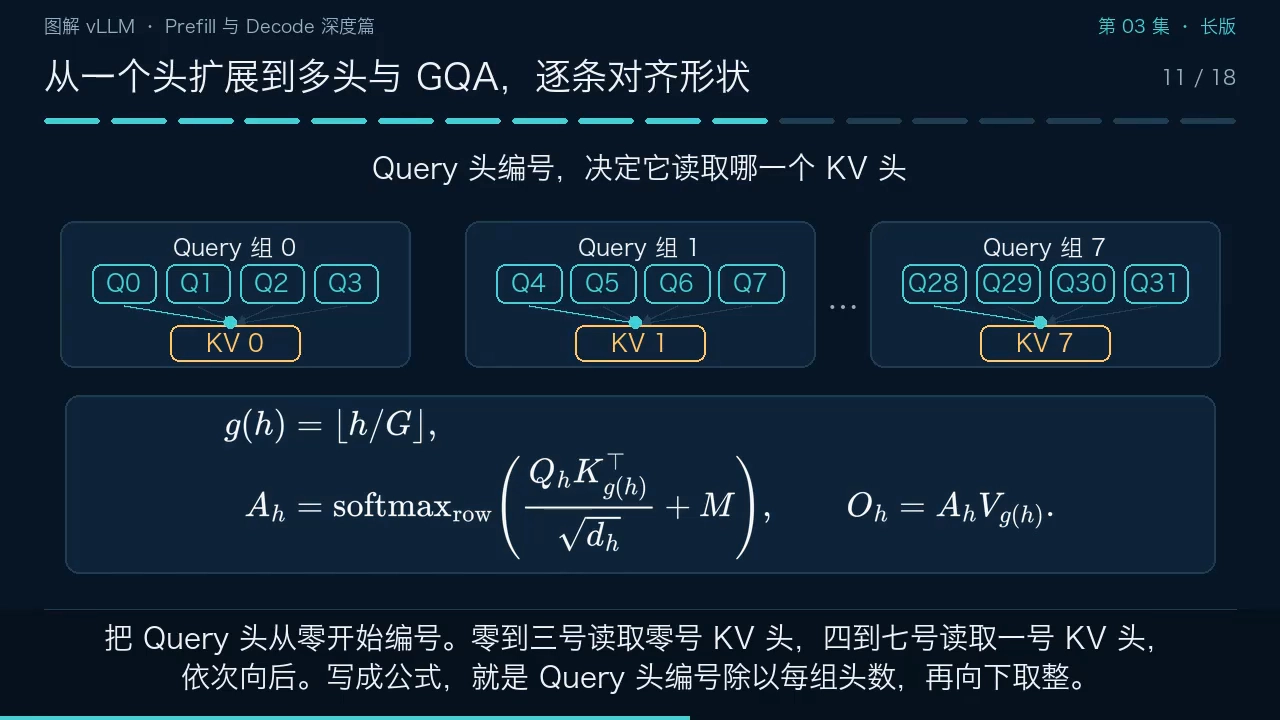 图解 vLLM · Prefill 与 Decode 深度篇
第 03 集 · 长版
从一个头扩展到多头与 GQA，逐条对齐形状
11 / 18
Query 头编号，决定它读取哪一个 KV 头
Query 组 0
Q0 Q1 Q2 Q3
KV 0
Query 组 1
Q4 Q5 Q6 Q7
KV 1
...
Query 组 7
Q28 Q29 Q30 Q31
KV 7
g(h) = ⌊h/G⌋,
A_h = softmax_row(Q_h K_{g(h)}^⊤ / √d_h + M), O_h = A_h V_{g(h)}.
把 Query 头从零开始编号。零到三号读取零号 KV 头，四到七号读取一号 KV 头，
依次向后。写成公式，就是 Query 头编号除以每组头数，再向下取整。